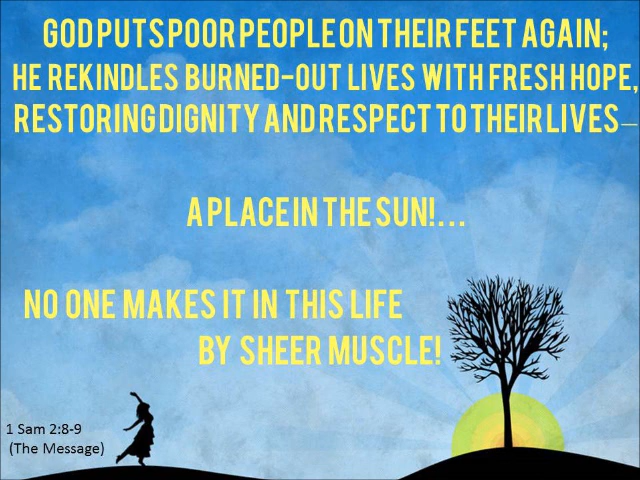 GOD PUTS POOR PEOPLE ON THEIR FEET AGAIN;
HE REKINDLES BURNED-OUT LIVES WITH FRESH HOPE,
RESTORING DIGNITY AND RESPECT TO THEIR LIVES—
A PLACE IN THE SUN!...
NO ONE MAKES IT IN THIS LIFE
BY SHEER MUSCLE!
1 Sam 2:8-9
(The Message)